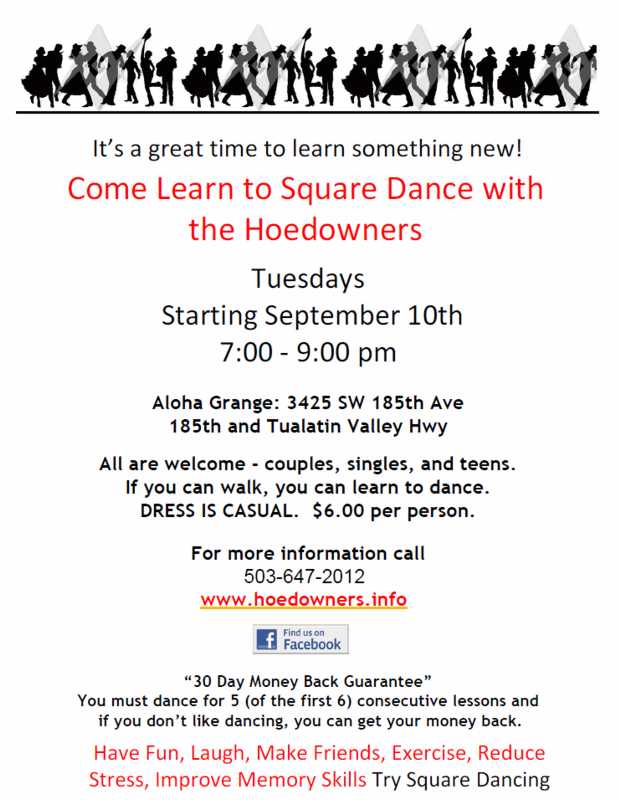 It's a great time to learn something new!
Come Learn to Square Dance with
the Hoedowners
Tuesdays
Starting September 10th
7:00 - 9:00 pm
Aloha Grange: 3425 SW 185th Ave
185th and Tualatin Valley Hwy
All are welcome - couples, singles, and teens.
If you can walk, you can learn to dance.
DRESS IS CASUAL.  $6.00 per person.
For more information call
503-647-2012
www.hoedowners.info
f Find us on
Facebook
“30 Day Money Back Guarantee”
You must dance for 5 (of the first 6) consecutive lessons and
if you don't like dancing, you can get your money back.
Have Fun, Laugh, Make Friends, Exercise, Reduce
Stress, Improve Memory Skills Try Square Dancing